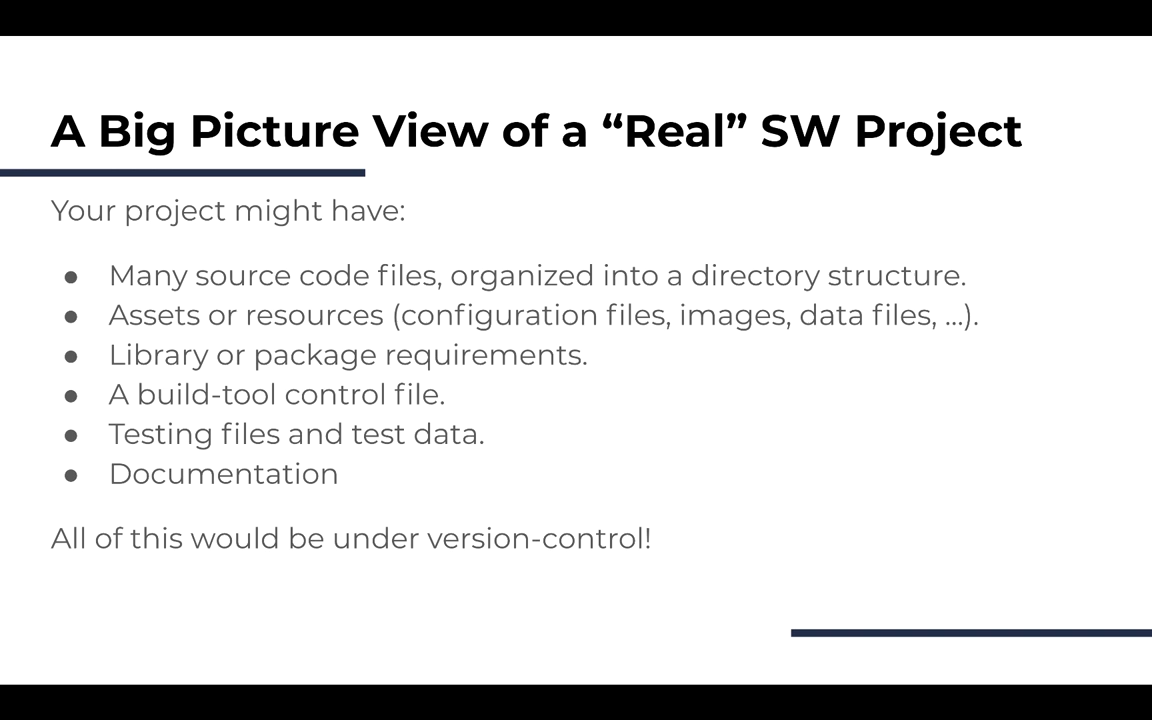 A Big Picture View of a “Real” SW Project
Your project might have:
● Many source code files, organized into a directory structure.
● Assets or resources (configuration files, images, data files, ...).
● Library or package requirements.
● A build-tool control file.
● Testing files and test data.
● Documentation
All of this would be under version-control!